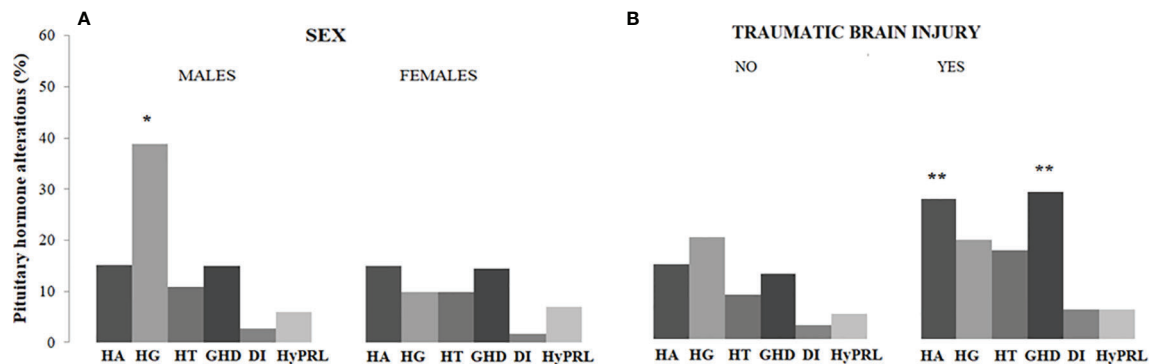 A
B
SEX
TRAUMATIC BRAIN INJURY
MALES
FEMALES
NO
YES
Pituitary hormone alterations (%)
60
50
40
30
20
10
0
*
**
**
HA HG HT GHD DI HyPRL
HA HG HT GHD DI HyPRL
HA HG HT GHD DI HyPRL
HA HG HT GHD DI HyPRL